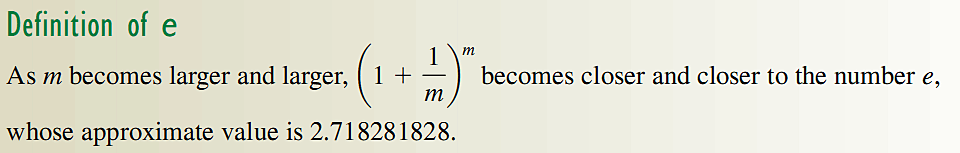 Definition of e
As m becomes larger and larger, (1 + 1/m)^m becomes closer and closer to the number e,
whose approximate value is 2.718281828.